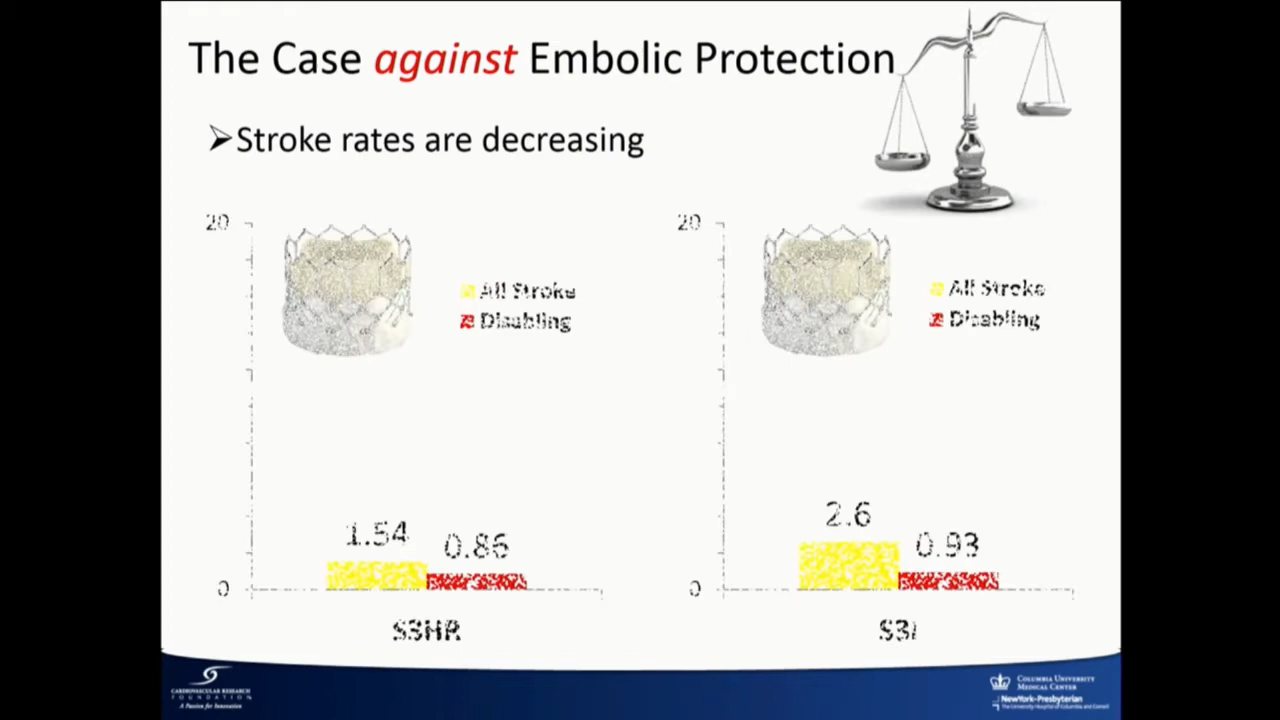 The Case against Embolic Protection
➢Stroke rates are decreasing
20
All Stroke
Disabling
1.54
0.86
0
S3HR
20
All Stroke
Disabling
2.6
0.93
0
S3i
CARDIOVASCULAR RESEARCH
FOUNDATION
A Passion for Innovation
COLUMBIA UNIVERSITY
MEDICAL CENTER
NewYork-Presbyterian
The University Hospital of Columbia and Cornell